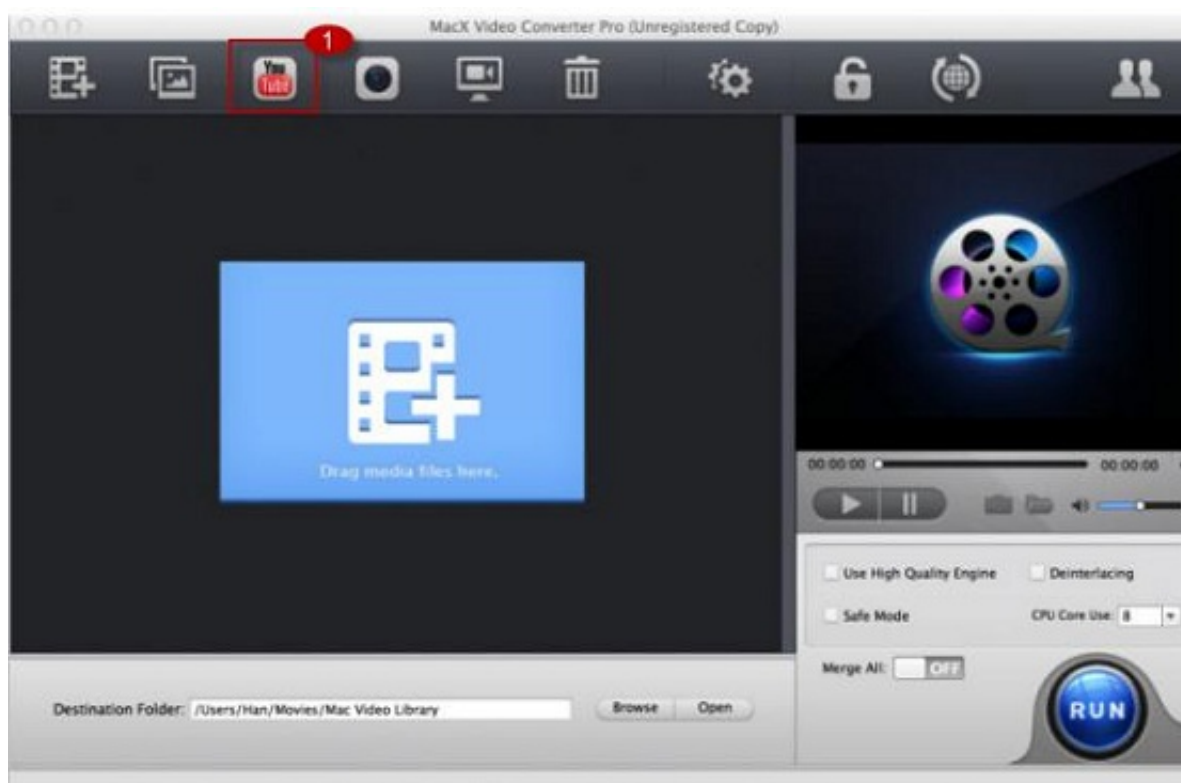 MacX Video Converter Pro (Unregistered Copy)
1
You
Tube
Drag media files here.
00:00:00
00:00:00
Use High Quality Engine
Deinterlacing
Safe Mode
CPU Core Use: 8
Merge All: OFF
Destination Folder: /Users/Han/Movies/Mac Video Library
Browse
Open
RUN